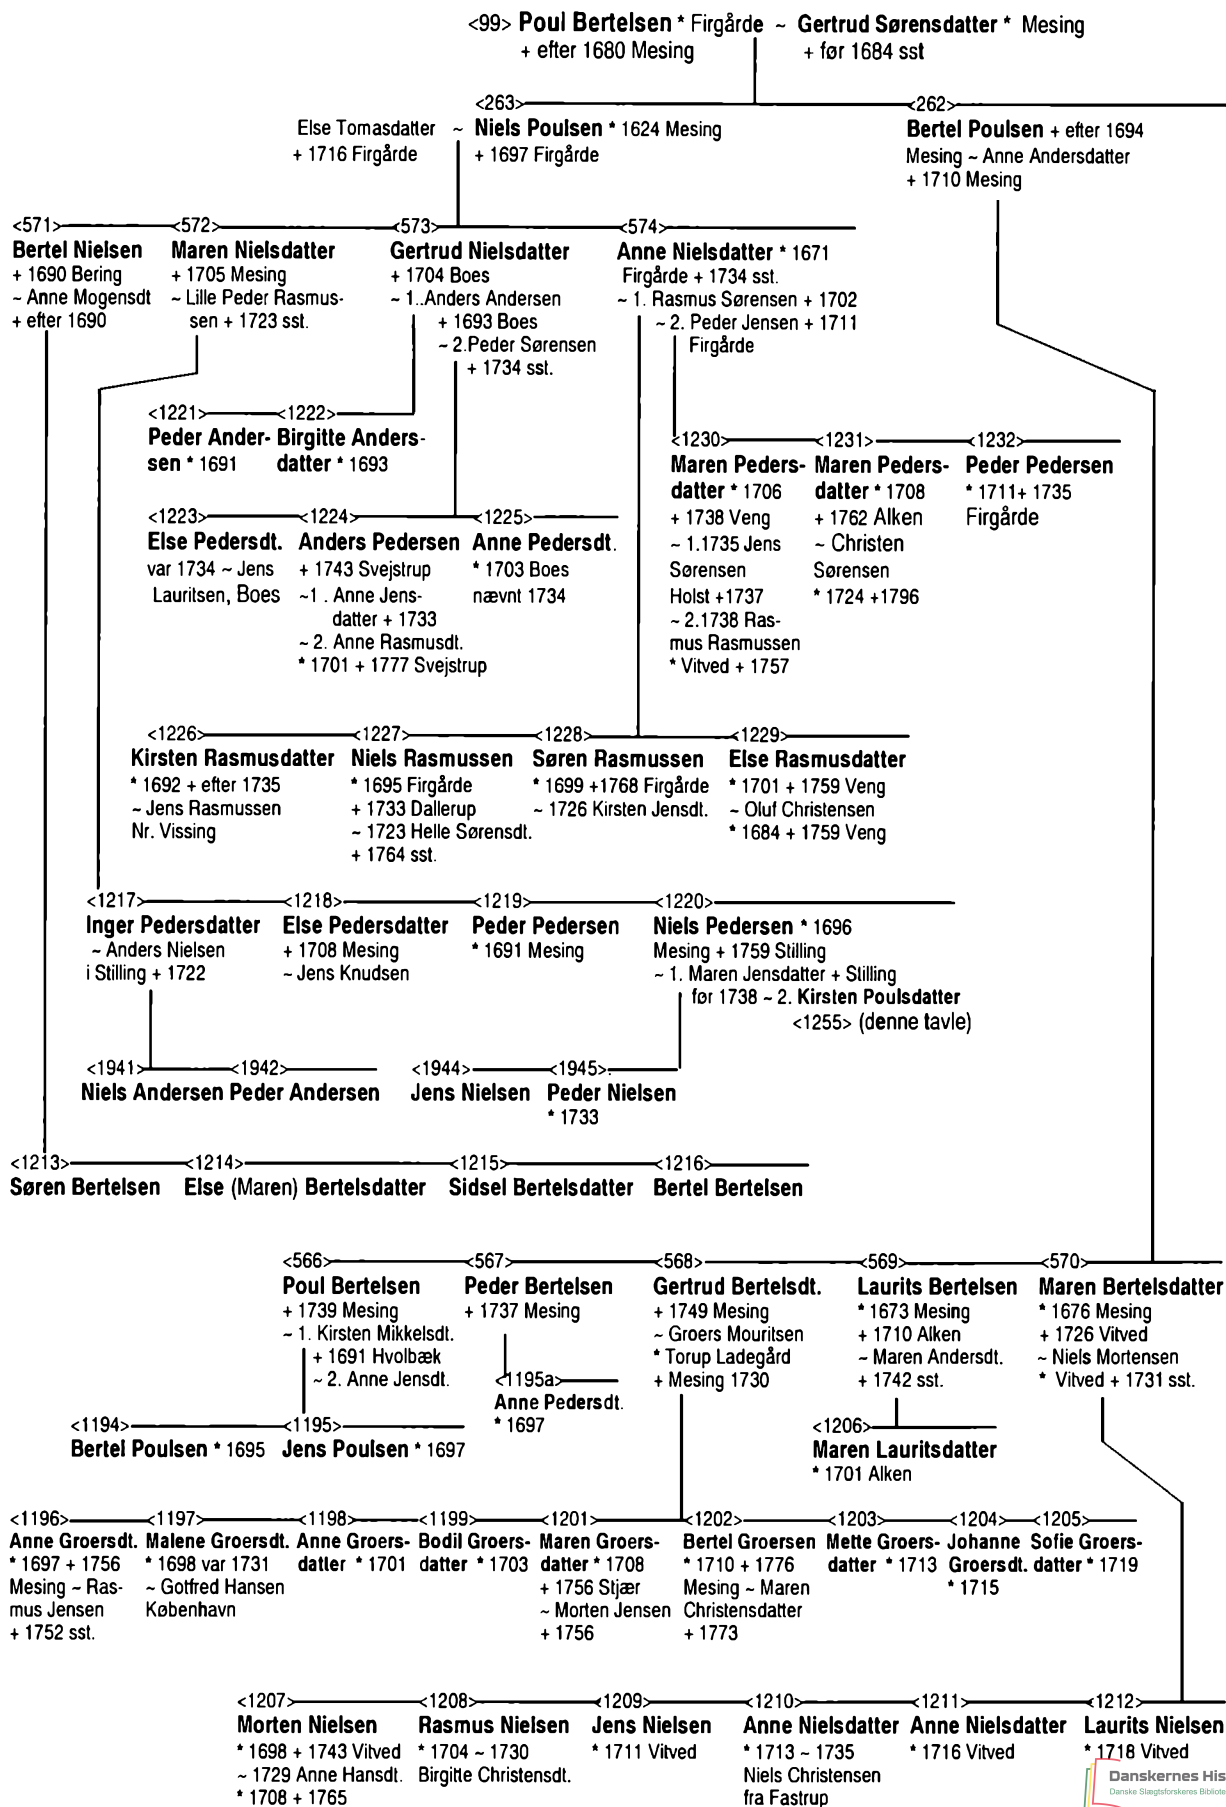 <99> Poul Bertelsen * Firgårde ~ Gertrud Sørensdatter * Mesing
+ efter 1680 Mesing + før 1684 sst
<263> <262>
Else Tomasdatter ~ Niels Poulsen * 1624 Mesing
+ 1716 Firgårde + 1697 Firgårde
Bertel Poulsen + efter 1694
Mesing ~ Anne Andersdatter
+ 1710 Mesing
<571>
Bertel Nielsen
+ 1690 Bering
~ Anne Mogensdt
+ efter 1690
<572>
Maren Nielsdatter
+ 1705 Mesing
~ Lille Peder Rasmus-
sen + 1723 sst.
<573>
Gertrud Nielsdatter
+ 1704 Boes
~ 1..Anders Andersen
+ 1693 Boes
~ 2.Peder Sørensen
+ 1734 sst.
<574>
Anne Nielsdatter * 1671
Firgårde + 1734 sst.
~ 1. Rasmus Sørensen + 1702
~ 2. Peder Jensen + 1711
Firgårde
<1221>
Peder Ander-
sen * 1691
<1222>
Birgitte Anders-
datter * 1693
<1230>
Maren Peders-
datter * 1706
+ 1738 Veng
~ 1.1735 Jens
Sørensen
Holst +1737
~ 2.1738 Ras-
mus Rasmussen
* Vitved + 1757
<1231>
Maren Peders-
datter * 1708
+ 1762 Alken
~ Christen
Sørensen
* 1724 +1796
<1232>
Peder Pedersen
* 1711+ 1735
Firgårde
<1223>
Else Pedersdt.
var 1734 ~ Jens
Lauritsen, Boes
<1224>
Anders Pedersen
+ 1743 Svejstrup
~1 . Anne Jens-
datter + 1733
~ 2. Anne Rasmusdt.
* 1701 + 1777 Svejstrup
<1225>
Anne Pedersdt.
* 1703 Boes
nævnt 1734
<1226>
Kirsten Rasmusdatter
* 1692 + efter 1735
~ Jens Rasmussen
Nr. Vissing
<1227>
Niels Rasmussen
* 1695 Firgårde
+ 1733 Dallerup
~ 1723 Helle Sørensdt.
+ 1764 sst.
<1228>
Søren Rasmussen
* 1699 +1768 Firgårde
~ 1726 Kirsten Jensdt.
<1229>
Else Rasmusdatter
* 1701 + 1759 Veng
~ Oluf Christensen
* 1684 + 1759 Veng
<1217>
Inger Pedersdatter
~ Anders Nielsen
i Stilling + 1722
<1218>
Else Pedersdatter
+ 1708 Mesing
~ Jens Knudsen
<1219>
Peder Pedersen
* 1691 Mesing
<1220>
Niels Pedersen * 1696
Mesing + 1759 Stilling
~ 1. Maren Jensdatter + Stilling
før 1738 ~ 2. Kirsten Poulsdatter
<1255> (denne tavle)
<1941> <1942> <1944> <1945>
Niels Andersen Peder Andersen Jens Nielsen Peder Nielsen
* 1733
<1213> <1214> <1215> <1216>
Søren Bertelsen Else (Maren) Bertelsdatter Sidsel Bertelsdatter Bertel Bertelsen
<566>
Poul Bertelsen
+ 1739 Mesing
~ 1. Kirsten Mikkelsdt.
+ 1691 Hvolbæk
~ 2. Anne Jensdt.
<567>
Peder Bertelsen
+ 1737 Mesing
<568>
Gertrud Bertelsdt.
+ 1749 Mesing
~ Groers Mouritsen
* Torup Ladegård
+ Mesing 1730
<569>
Laurits Bertelsen
* 1673 Mesing
+ 1710 Alken
~ Maren Andersdt.
+ 1742 sst.
<570>
Maren Bertelsdatter
* 1676 Mesing
+ 1726 Vitved
~ Niels Mortensen
* Vitved + 1731 sst.
<1195a>
Anne Pedersdt.
* 1697
<1194> <1195>
Bertel Poulsen * 1695 Jens Poulsen * 1697
<1206>
Maren Lauritsdatter
* 1701 Alken
<1196>
Anne Groersdt.
* 1697 + 1756
Mesing ~ Ras-
mus Jensen
+ 1752 sst.
<1197>
Malene Groersdt.
* 1698 var 1731
~ Gotfred Hansen
København
<1198>
Anne Groers-
datter * 1701
<1199>
Bodil Groers-
datter * 1703
<1201>
Maren Groers-
datter * 1708
+ 1756 Stjær
~ Morten Jensen
+ 1756
<1202>
Bertel Groersen
* 1710 + 1776
Mesing ~ Maren
Christensdatter
+ 1773
<1203>
Mette Groers-
datter * 1713
<1204>
Johanne
Groersdt.
* 1715
<1205>
Sofie Groers-
datter * 1719
<1207>
Morten Nielsen
* 1698 + 1743 Vitved
~ 1729 Anne Hansdt.
* 1708 + 1765
<1208>
Rasmus Nielsen
* 1704 ~ 1730
Birgitte Christensdt.
<1209>
Jens Nielsen
* 1711 Vitved
<1210>
Anne Nielsdatter
* 1713 ~ 1735
Niels Christensen
fra Fastrup
<1211>
Anne Nielsdatter
* 1716 Vitved
<1212>
Laurits Nielsen
* 1718 Vitved
Danskernes His
Danske Slægtsforskeres Bibliote